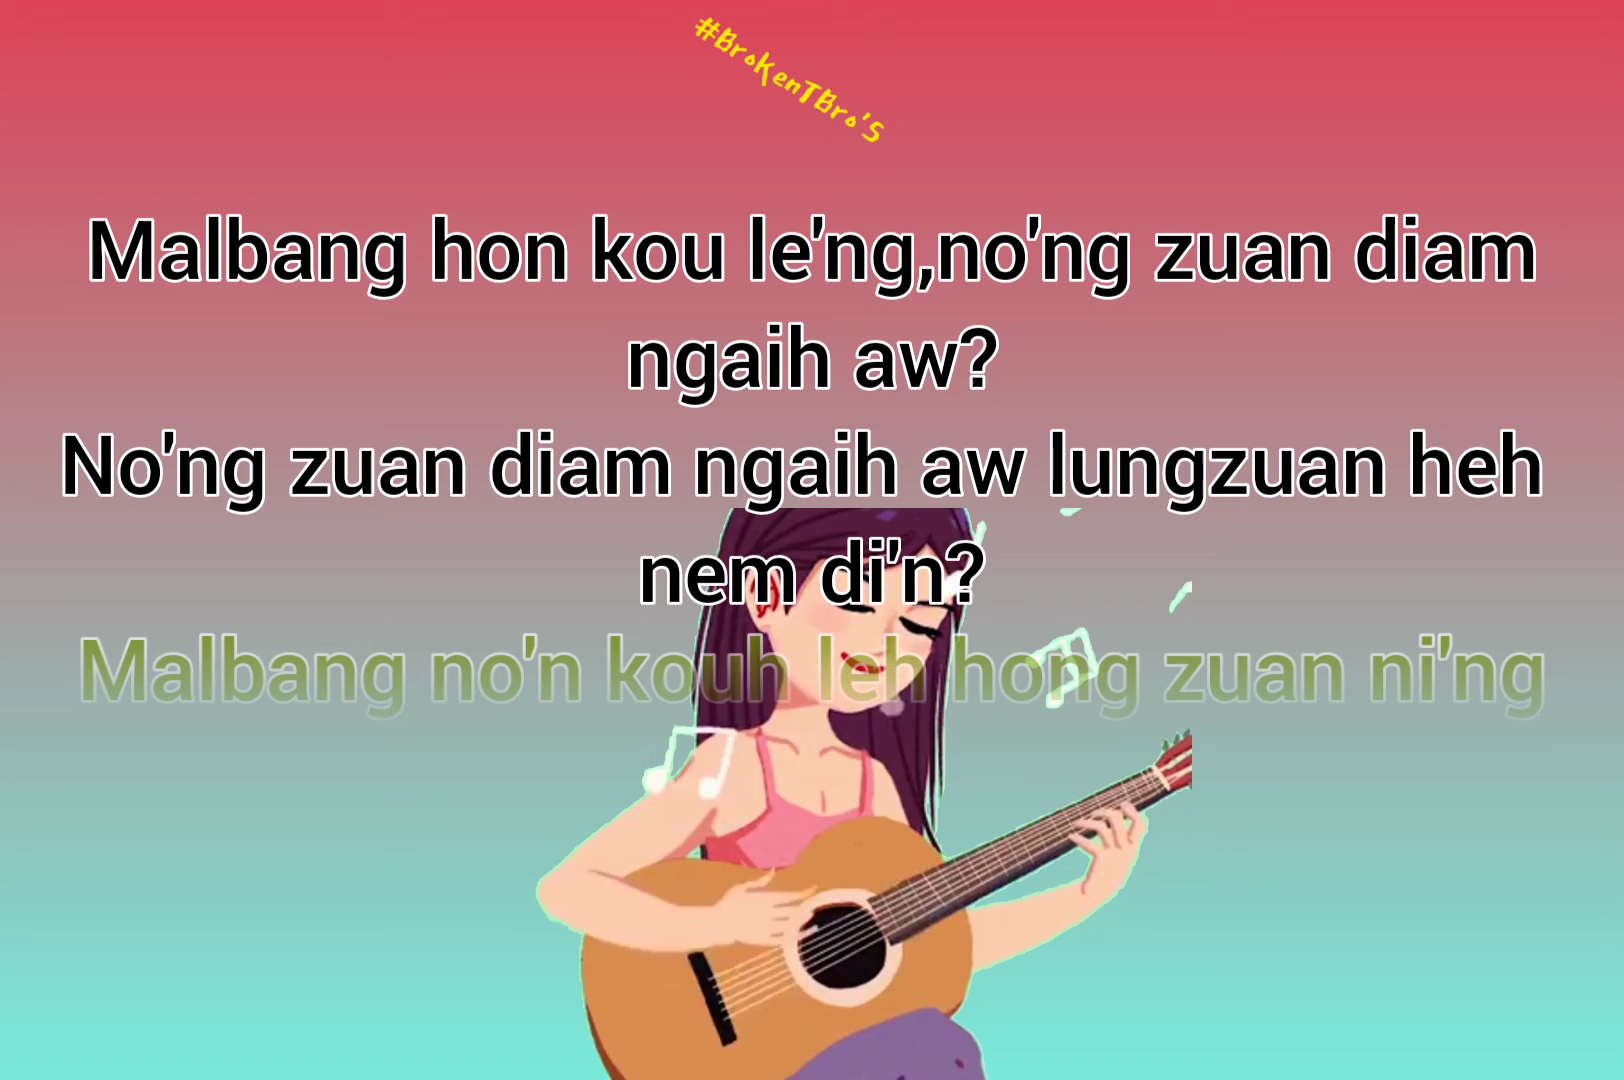 #BrokenTBro'S
Malbang hon kou le'ng,no'ng zuan diam
ngaih aw?
No'ng zuan diam ngaih aw lungzuan heh
nem di'n?
Malbang no'n kouh leh hong zuan ni'ng